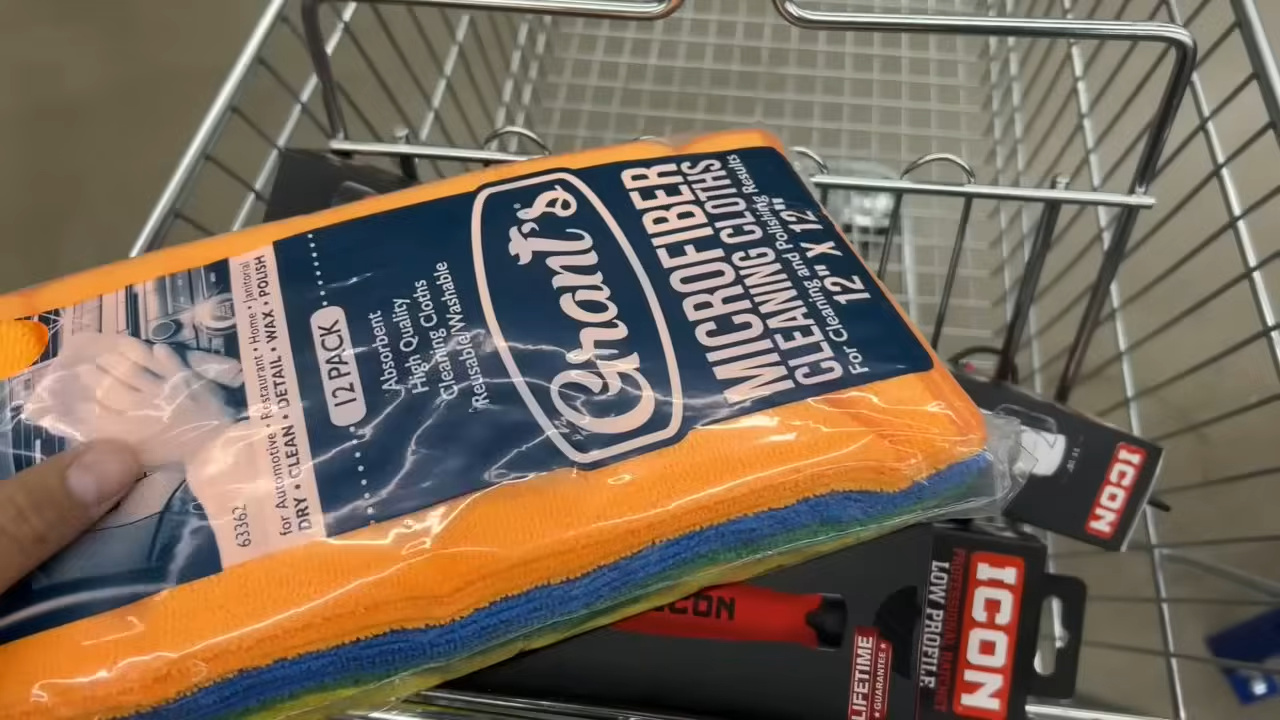 Grant's
MICROFIBER
CLEANING CLOTHS
For Cleaning and Polishing Results
12" X 12"
12 PACK
Absorbent
High Quality
Cleaning Cloths
Reusable/Washable
for Automotive • Restaurant • Home • Janitorial
DRY • CLEAN • DETAIL • WAX • POLISH
63362
ICON
ICON
PROFESSIONAL RATCHET
LOW PROFILE
LIFETIME
★ GUARANTEE ★
ICON